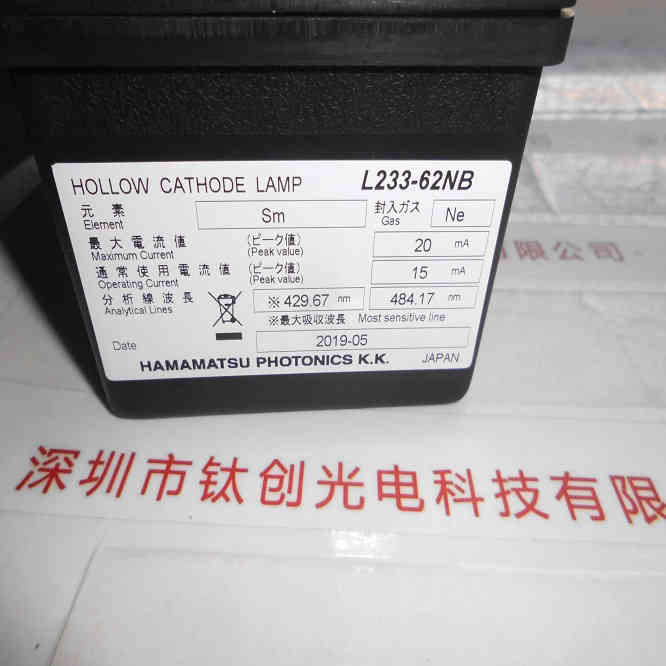 HOLLOW CATHODE LAMP L233-62NB
元素 Sm 封入ガス Ne
Element Gas
最大電流値 (ピーク値) 20 mA
Maximum Current (Peak value)
通常使用電流値 (ピーク値) 15 mA
Operating Current (Peak value)
分析線波長 ※429.67 nm 484.17 nm
Analytical Lines ※最大吸収波長 Most sensitive line
Date 2019-05
HAMAMATSU PHOTONICS K.K. JAPAN
有限公司
深圳市钛创光电科技有限